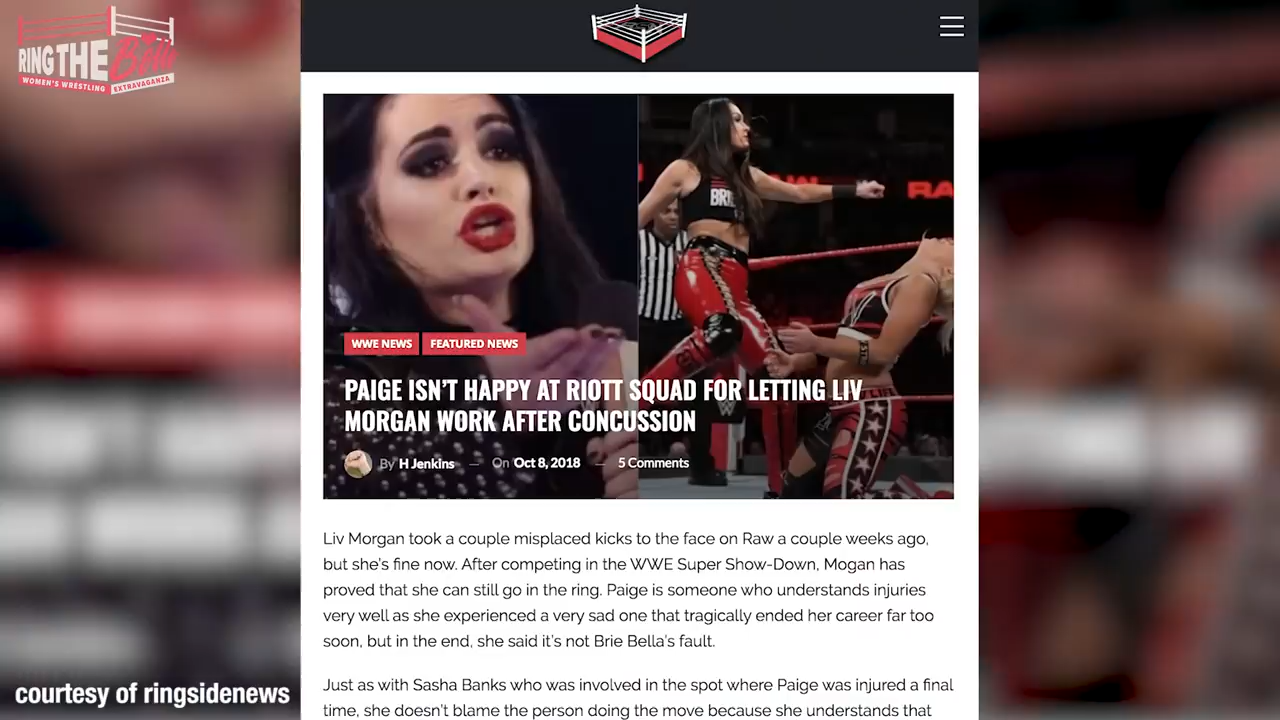 RING THE Bella
WOMEN'S WRESTLING EXTRAVAGANZA
BRIE
RA
WWE NEWS
FEATURED NEWS
PAIGE ISN'T HAPPY AT RIOTT SQUAD FOR LETTING LIV
MORGAN WORK AFTER CONCUSSION
By H Jenkins — On Oct 8, 2018 — 5 Comments
Liv Morgan took a couple misplaced kicks to the face on Raw a couple weeks ago,
but she's fine now. After competing in the WWE Super Show-Down, Mogan has
proved that she can still go in the ring. Paige is someone who understands injuries
very well as she experienced a very sad one that tragically ended her career far too
soon, but in the end, she said it's not Brie Bella's fault.
Just as with Sasha Banks who was involved in the spot where Paige was injured a final
time, she doesn't blame the person doing the move because she understands that
courtesy of ringsidenews